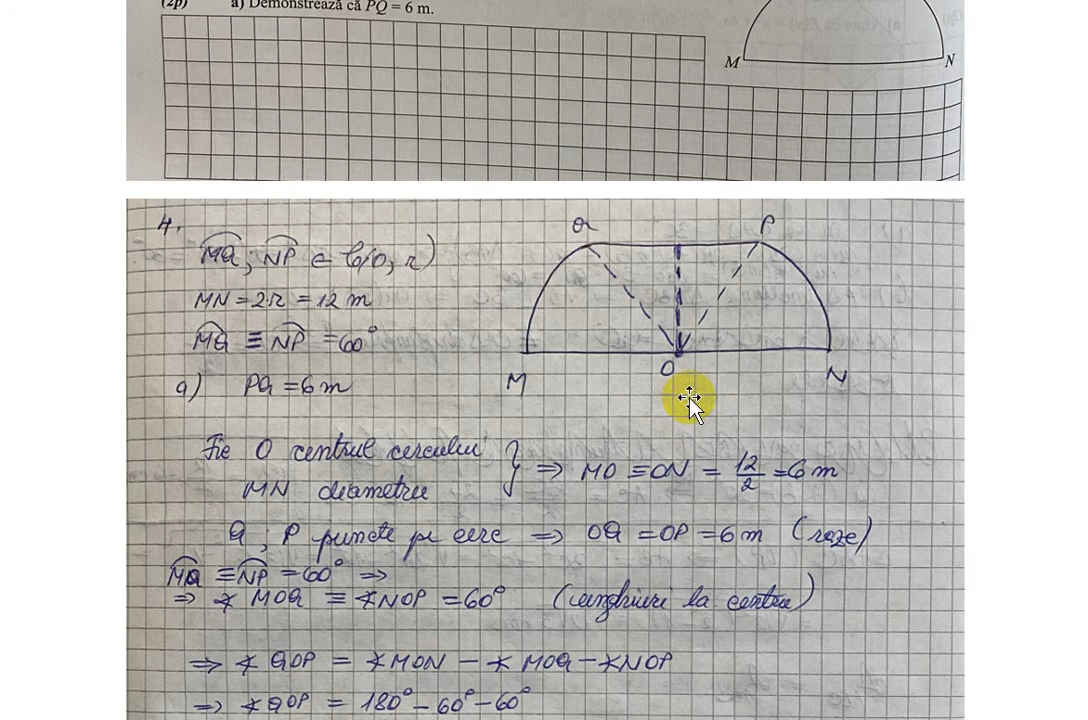 (2p) a) Demonstrează că PQ = 6 m.
M N
4.
Q P
MQ; NP ⊂ C(O, r)
MN = 2r = 12 m
MQ ≡ NP = 60°
O
M N
a) PQ = 6 m
Fie O centrul cercului
MN diametru } ⇒ MO ≡ ON = 12/2 = 6 m
Q; P puncte pe cerc ⇒ OQ = OP = 6 m (raze)
MQ ≡ NP = 60° ⇒
⇒ ∢MOQ ≡ ∢NOP = 60° (unghiuri la centru)
⇒ ∢QOP = ∢MON − ∢MOQ − ∢NOP
⇒ ∢QOP = 180° − 60° − 60°